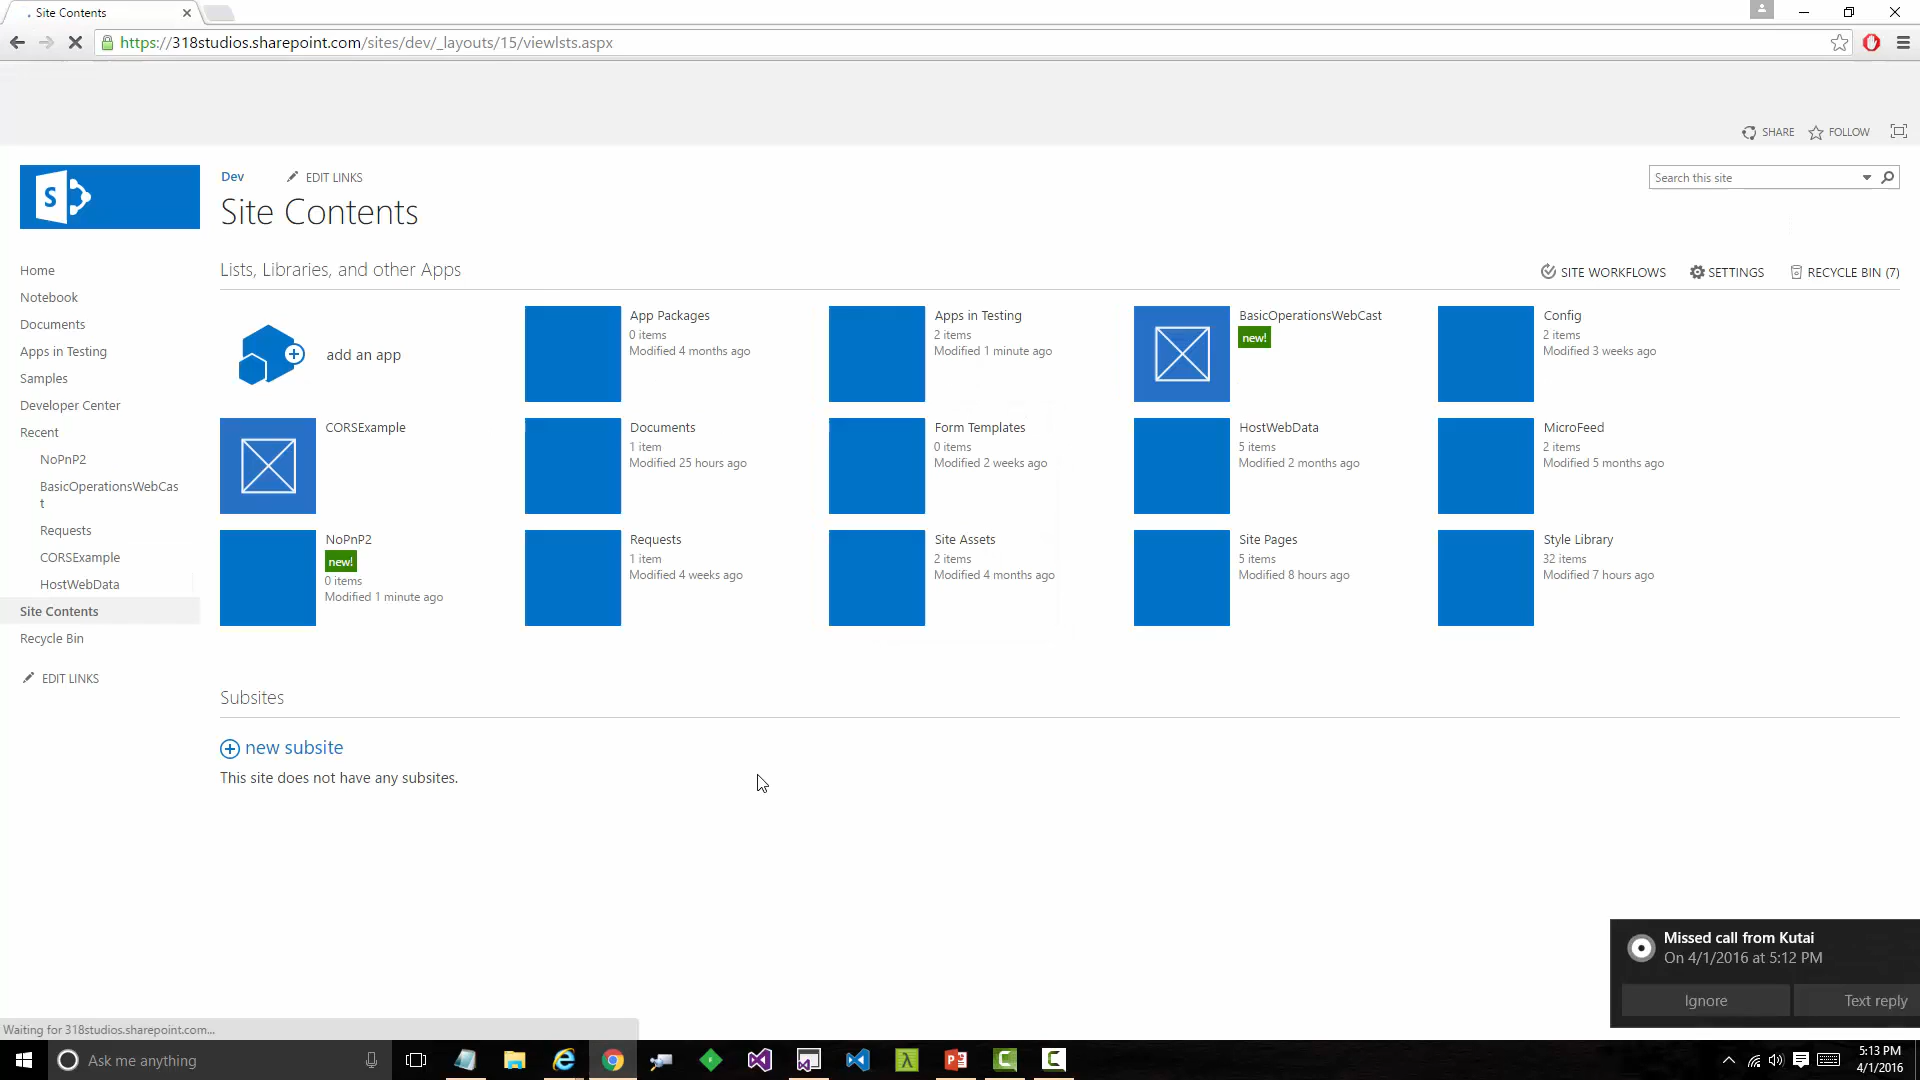 Site Contents
https://318studios.sharepoint.com/sites/dev/_layouts/15/viewlsts.aspx
SHARE FOLLOW
S
Dev EDIT LINKS
Site Contents
Search this site
Home
Notebook
Documents
Apps in Testing
Samples
Developer Center
Recent
NoPnP2
BasicOperationsWebCas
t
Requests
CORSExample
HostWebData
Site Contents
Recycle Bin
EDIT LINKS
Lists, Libraries, and other Apps
SITE WORKFLOWS SETTINGS RECYCLE BIN (7)
add an app
App Packages
0 items
Modified 4 months ago
Apps in Testing
2 items
Modified 1 minute ago
BasicOperationsWebCast
new!
Config
2 items
Modified 3 weeks ago
CORSExample
Documents
1 item
Modified 25 hours ago
Form Templates
0 items
Modified 2 weeks ago
HostWebData
5 items
Modified 2 months ago
MicroFeed
2 items
Modified 5 months ago
NoPnP2
new!
0 items
Modified 1 minute ago
Requests
1 item
Modified 4 weeks ago
Site Assets
2 items
Modified 4 months ago
Site Pages
5 items
Modified 8 hours ago
Style Library
32 items
Modified 7 hours ago
Subsites
new subsite
This site does not have any subsites.
Missed call from Kutai
On 4/1/2016 at 5:12 PM
Ignore Text reply
Waiting for 318studios.sharepoint.com...
Ask me anything
5:13 PM
4/1/2016